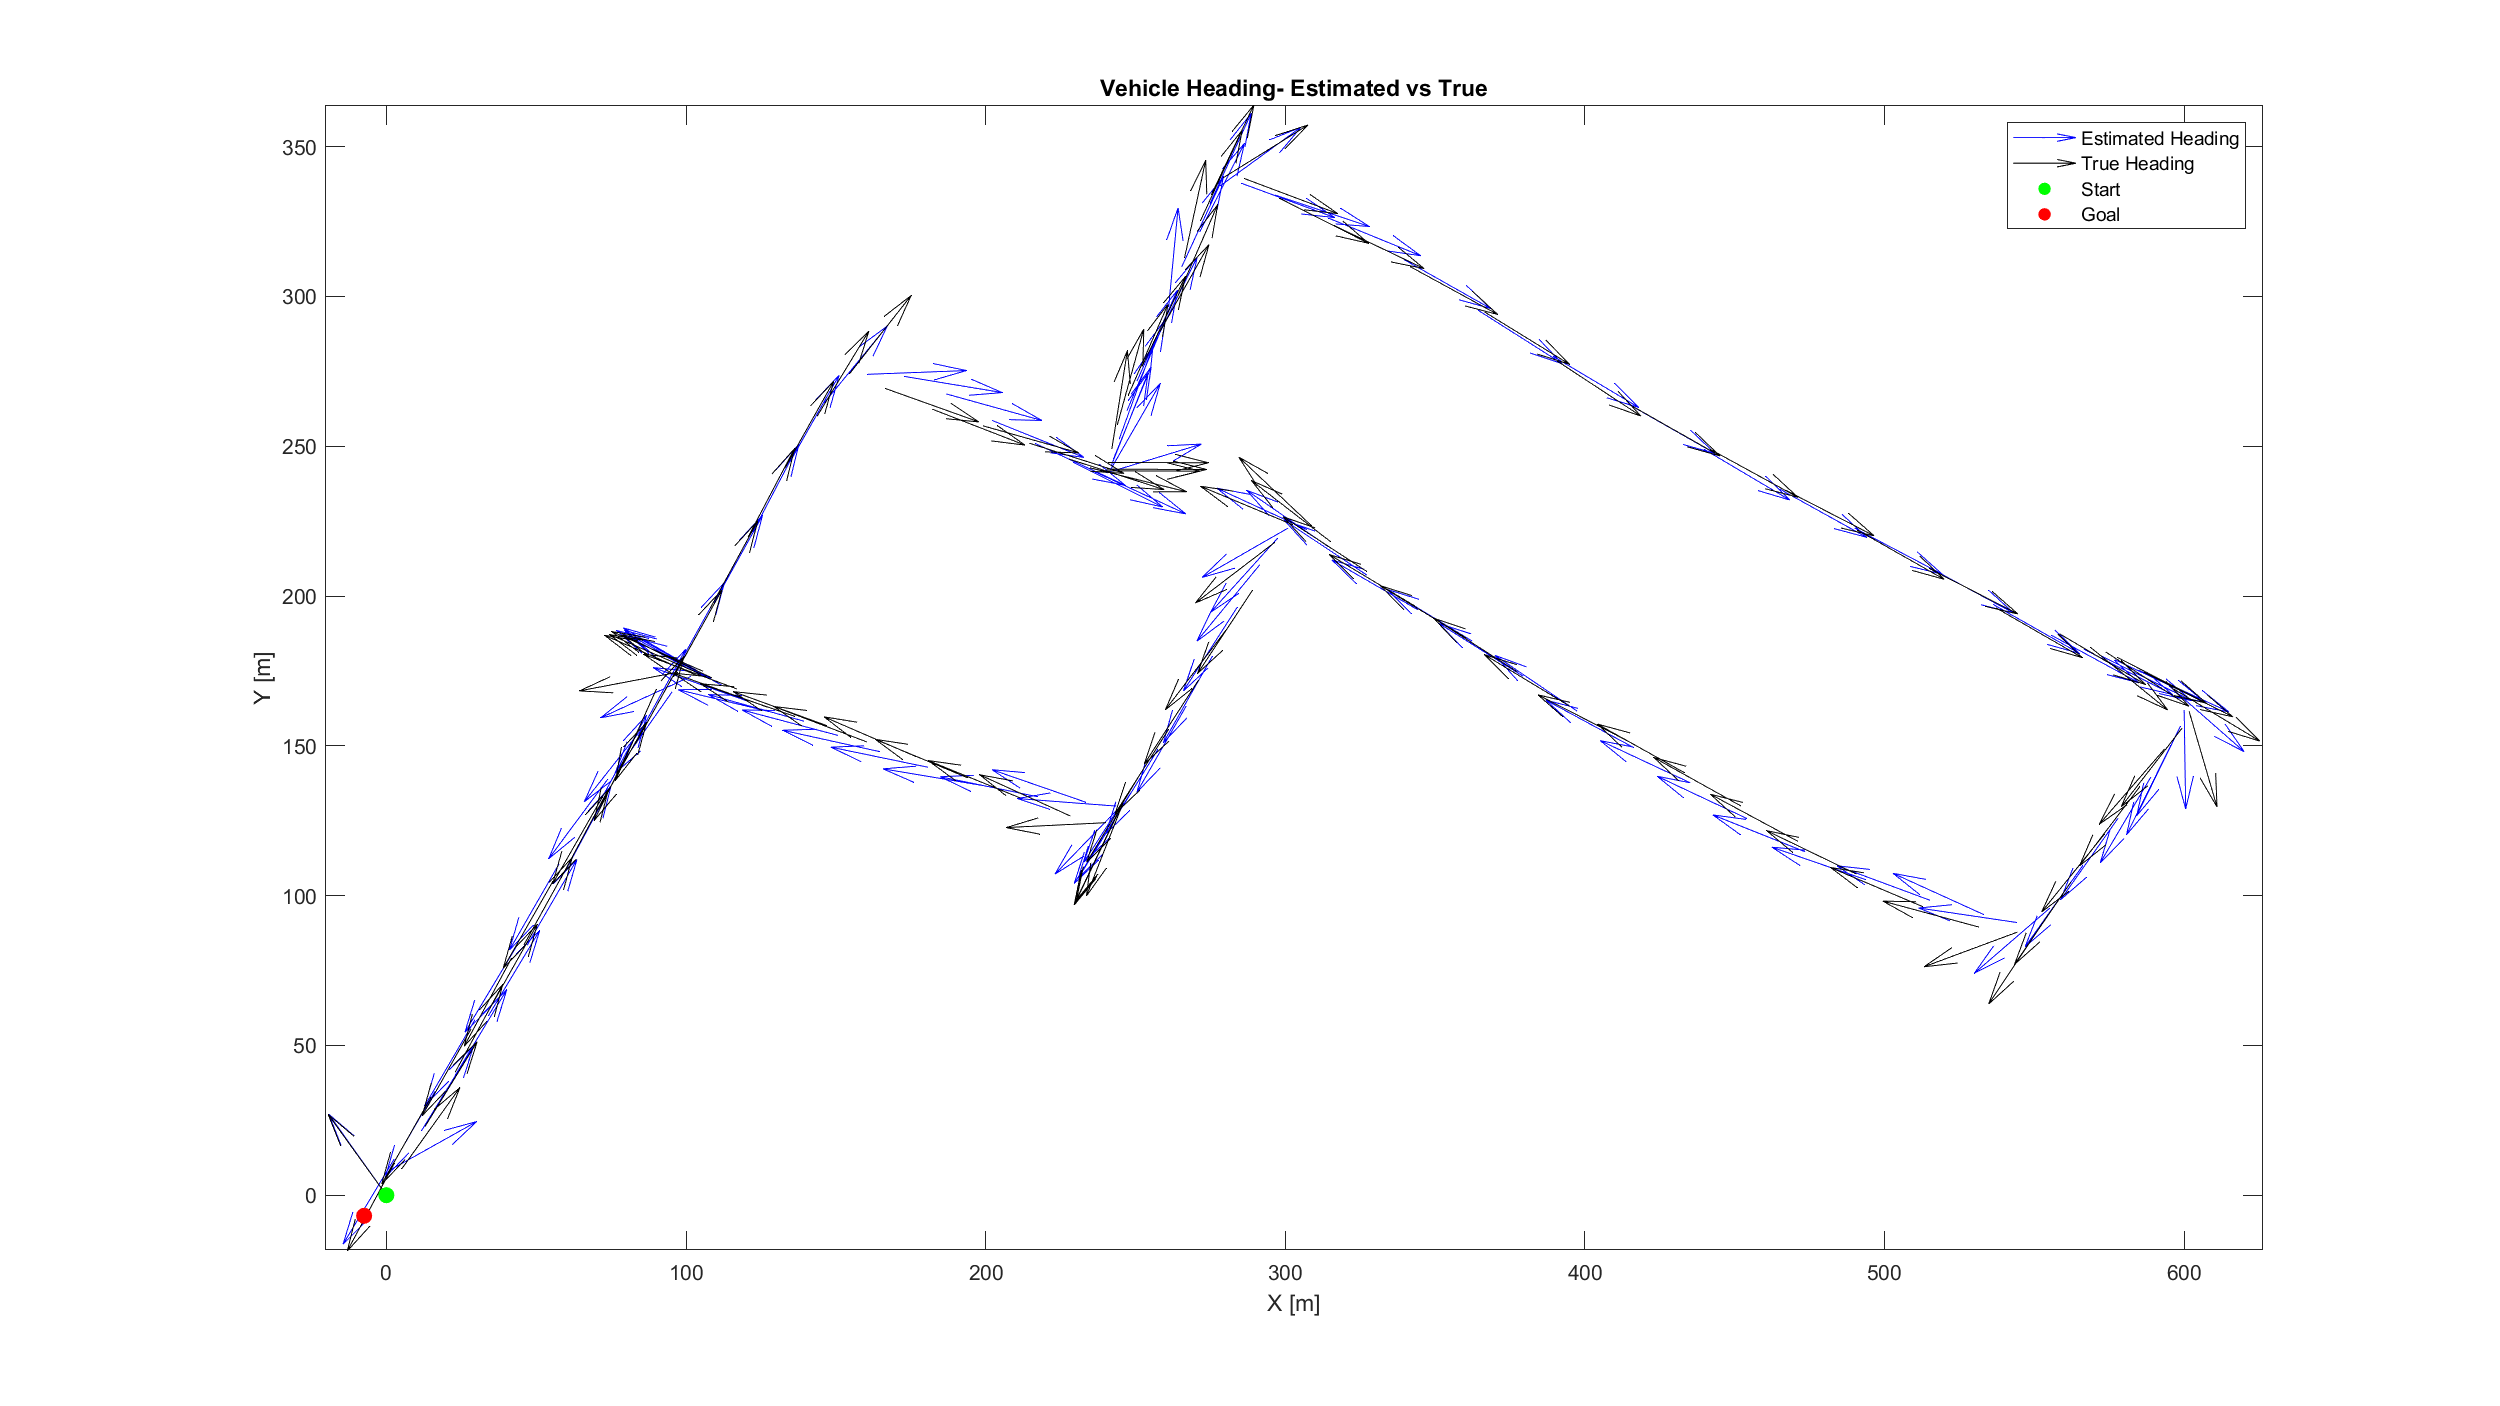 Vehicle Heading- Estimated vs True
Estimated Heading
True Heading
Start
Goal
350
300
250
200
150
100
50
0
Y [m]
0 100 200 300 400 500 600
X [m]